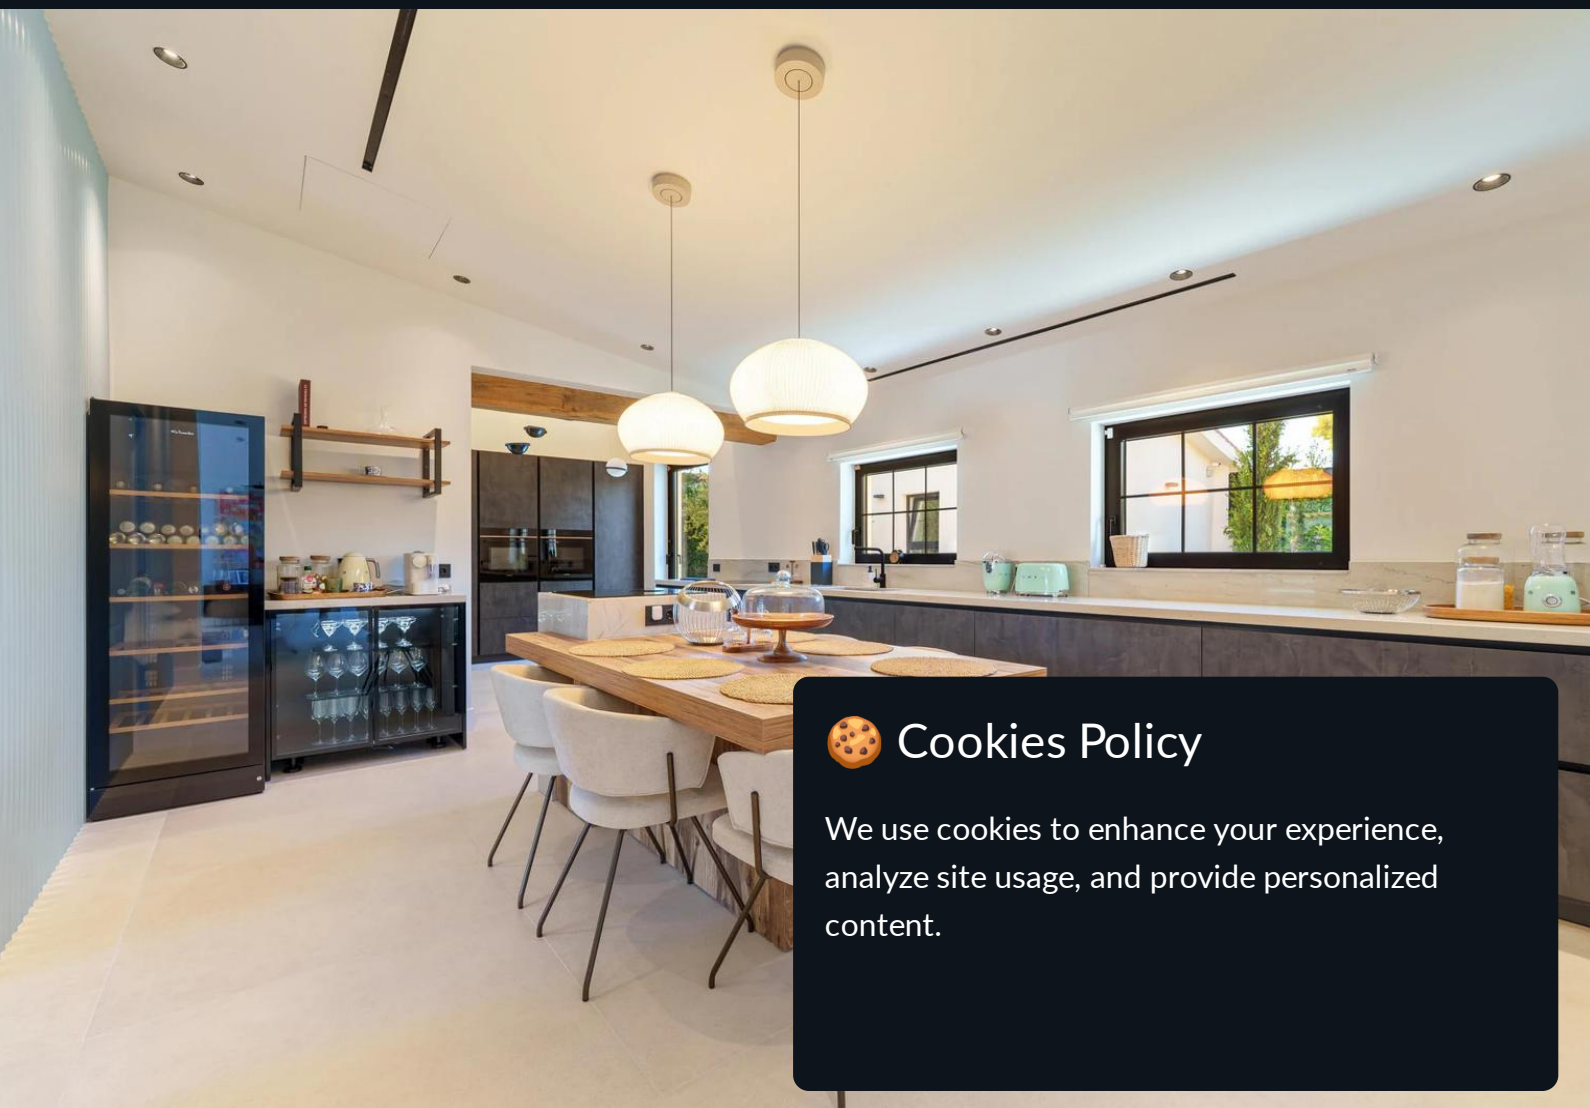 🍪 Cookies Policy
We use cookies to enhance your experience,
analyze site usage, and provide personalized
content.